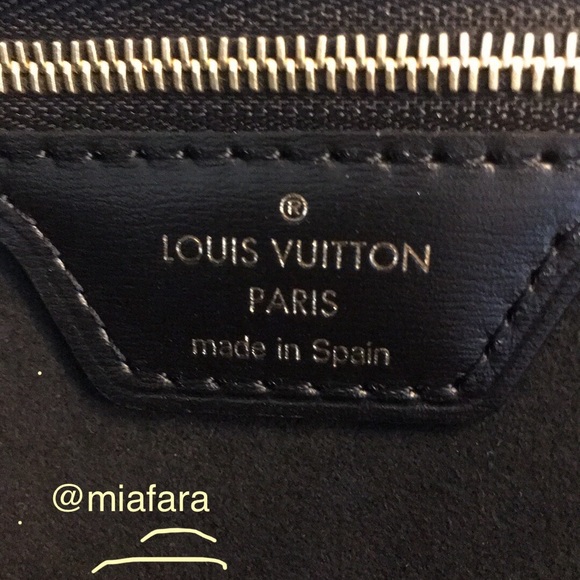 ®
LOUIS VUITTON
PARIS
made in Spain
@miafara